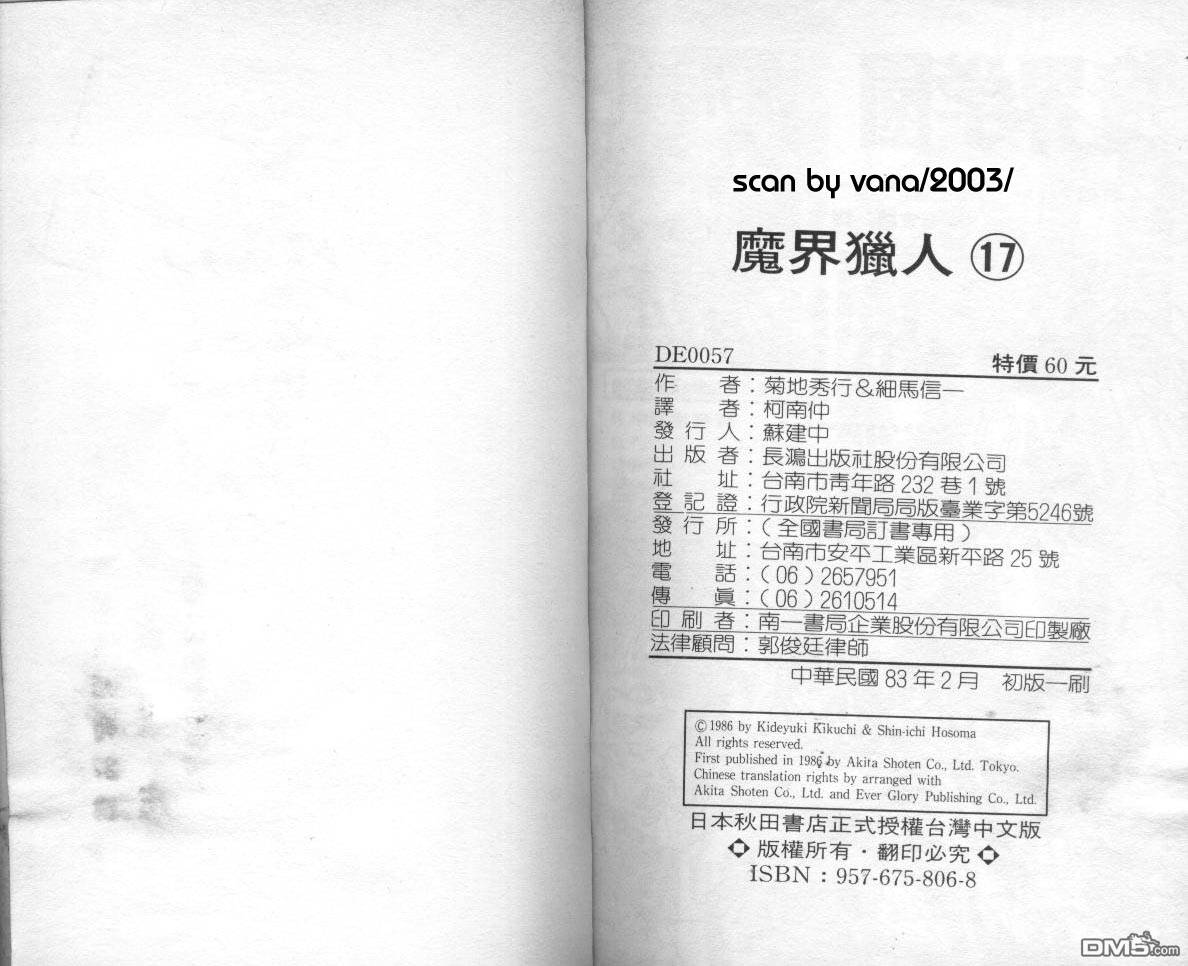 scan by vana/2003/
魔界獵人 ⑰
DE0057 特價 60 元
作者：菊地秀行＆細馬信一
譯者：柯南仲
發行人：蘇建中
出版者：長鴻出版社股份有限公司
社址：台南市青年路 232 巷 1 號
登記證：行政院新聞局局版臺業字第5246號
發行所：（全國書局訂書專用）
地址：台南市安平工業區新平路 25 號
電話：（06）2657951
傳眞：（06）2610514
印刷者：南一書局企業股份有限公司印製廠
法律顧問：郭俊廷律師
中華民國 83 年 2 月 初版一刷
©1986 by Kideyuki Kikuchi & Shin-ichi Hosoma
All rights reserved.
First published in 1986 by Akita Shoten Co., Ltd. Tokyo.
Chinese translation rights by arranged with
Akita Shoten Co., Ltd. and Ever Glory Publishing Co., Ltd.
日本秋田書店正式授權台灣中文版
版權所有・翻印必究
ISBN：957-675-806-8
DM5.com